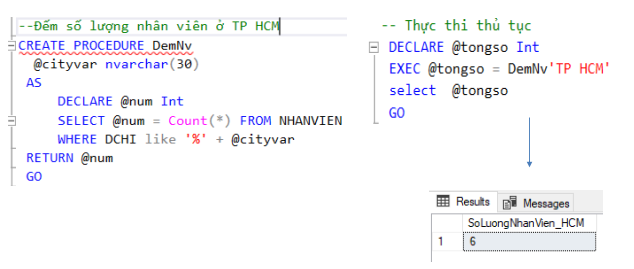 --Đếm số lượng nhân viên ở TP HCM
CREATE PROCEDURE DemNv
@cityvar nvarchar(30)
AS
DECLARE @num Int
SELECT @num = Count(*) FROM NHANVIEN
WHERE DCHI like '%' + @cityvar
RETURN @num
GO
-- Thực thi thủ tục
DECLARE @tongso Int
EXEC @tongso = DemNv'TP HCM'
select @tongso
GO
Results Messages
SoLuongNhanVien_HCM
1 6